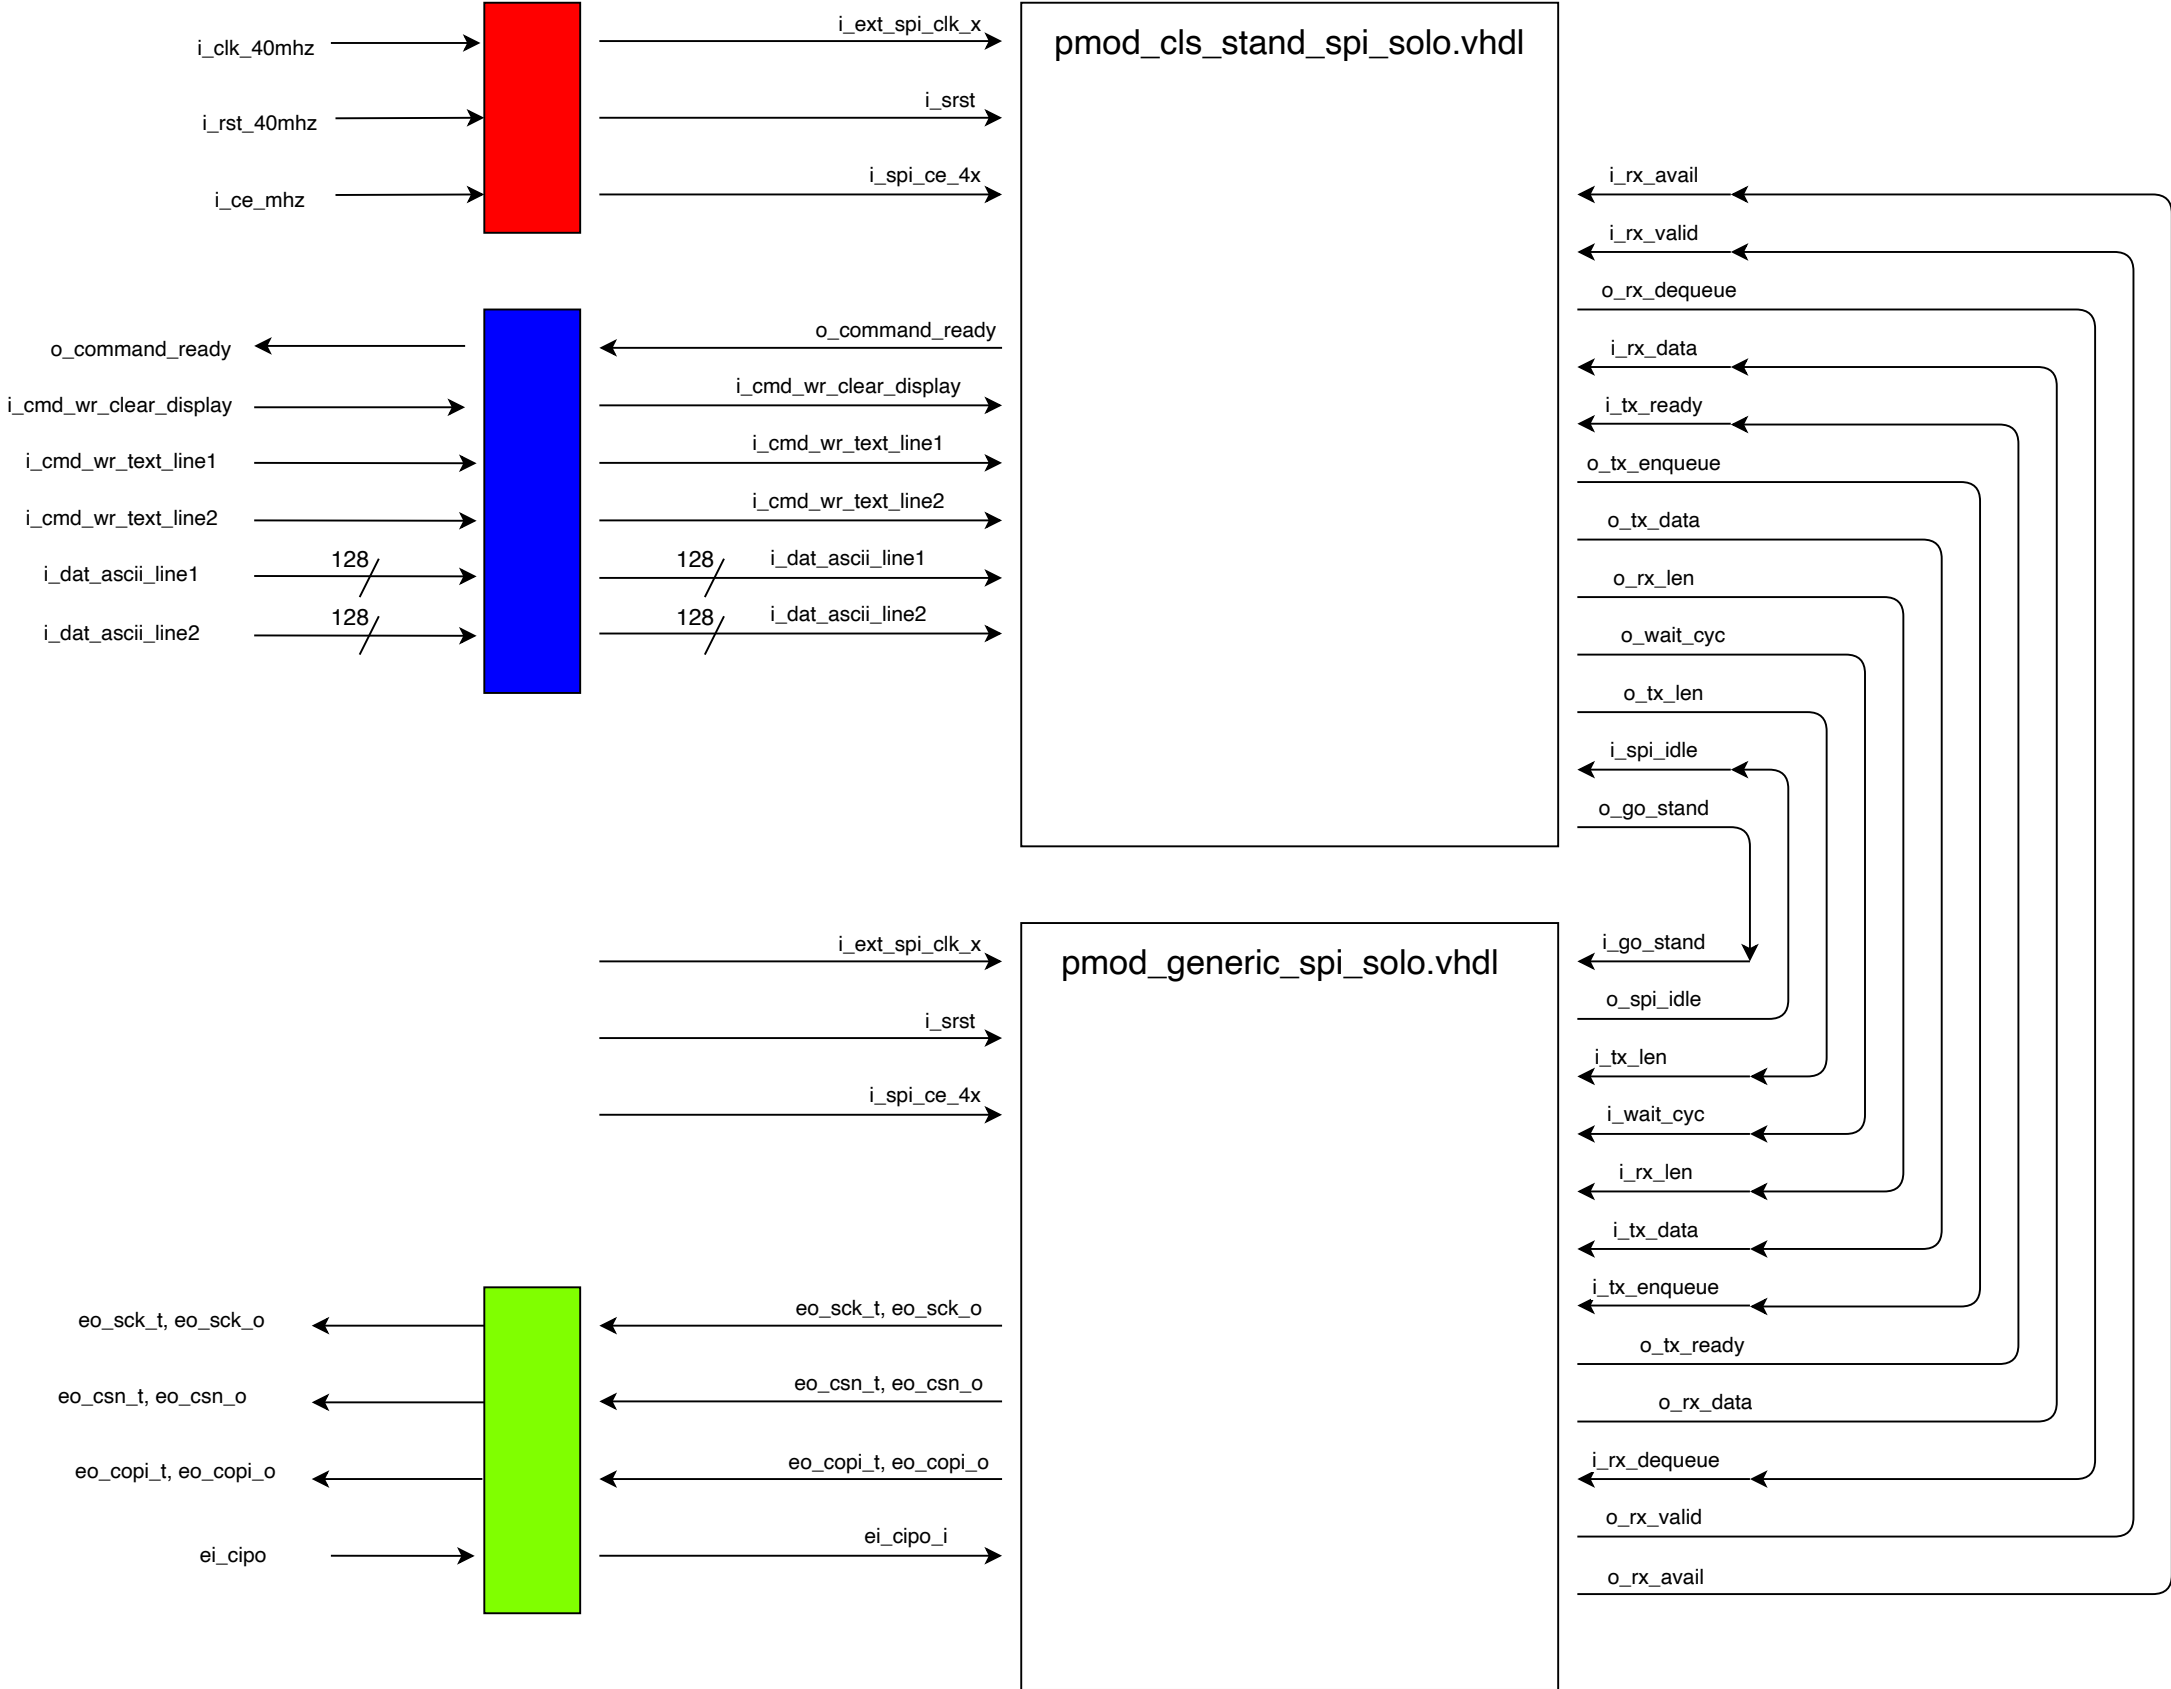 i_clk_40mhz
i_rst_40mhz
i_ce_mhz
i_ext_spi_clk_x
i_srst
i_spi_ce_4x
pmod_cls_stand_spi_solo.vhdl
o_command_ready
i_cmd_wr_clear_display
i_cmd_wr_text_line1
i_cmd_wr_text_line2
128
i_dat_ascii_line1
128
i_dat_ascii_line2
o_command_ready
i_cmd_wr_clear_display
i_cmd_wr_text_line1
i_cmd_wr_text_line2
128
i_dat_ascii_line1
128
i_dat_ascii_line2
i_rx_avail
i_rx_valid
o_rx_dequeue
i_rx_data
i_tx_ready
o_tx_enqueue
o_tx_data
o_rx_len
o_wait_cyc
o_tx_len
i_spi_idle
o_go_stand
i_ext_spi_clk_x
i_srst
i_spi_ce_4x
pmod_generic_spi_solo.vhdl
i_go_stand
o_spi_idle
i_tx_len
i_wait_cyc
i_rx_len
i_tx_data
i_tx_enqueue
o_tx_ready
o_rx_data
i_rx_dequeue
o_rx_valid
o_rx_avail
eo_sck_t, eo_sck_o
eo_csn_t, eo_csn_o
eo_copi_t, eo_copi_o
ei_cipo
eo_sck_t, eo_sck_o
eo_csn_t, eo_csn_o
eo_copi_t, eo_copi_o
ei_cipo_i